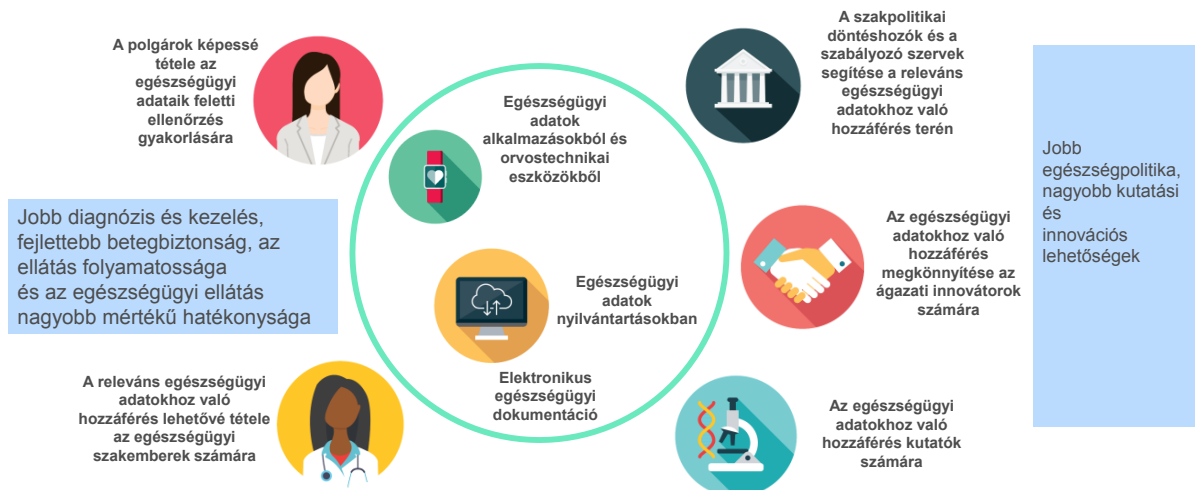 A polgárok képessé
tétele az
egészségügyi
adataik feletti
ellenőrzés
gyakorlására
Jobb diagnózis és kezelés,
fejlettebb betegbiztonság, az
ellátás folyamatossága
és az egészségügyi ellátás
nagyobb mértékű hatékonysága
A releváns egészségügyi
adatokhoz való
hozzáférés lehetővé tétele
az egészségügyi
szakemberek számára
Egészségügyi
adatok
alkalmazásokból és
orvostechnikai
eszközökből
Egészségügyi
adatok
nyilvántartásokban
Elektronikus
egészségügyi
dokumentáció
A szakpolitikai
döntéshozók és a
szabályozó szervek
segítése a releváns
egészségügyi
adatokhoz való
hozzáférés terén
Az egészségügyi
adatokhoz való
hozzáférés
megkönnyítése az
ágazati innovátorok
számára
Az egészségügyi
adatokhoz való
hozzáférés kutatók
számára
Jobb
egészségpolitika,
nagyobb kutatási
és
innovációs
lehetőségek